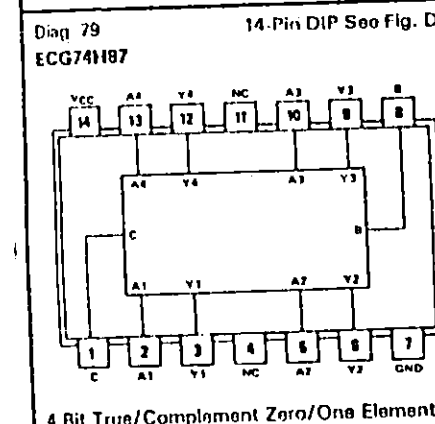 Diag 79 14-Pin DIP See Fig. D
ECG74H87
VCC A4 Y4 NC A3 Y3 B
14 13 12 11 10 9 8
A4 Y4 A3 Y3
C B
A1 Y1 A2 Y2
1 2 3 4 5 6 7
C A1 Y1 NC A2 Y2 GND
4 Bit True/Complement Zero/One Element